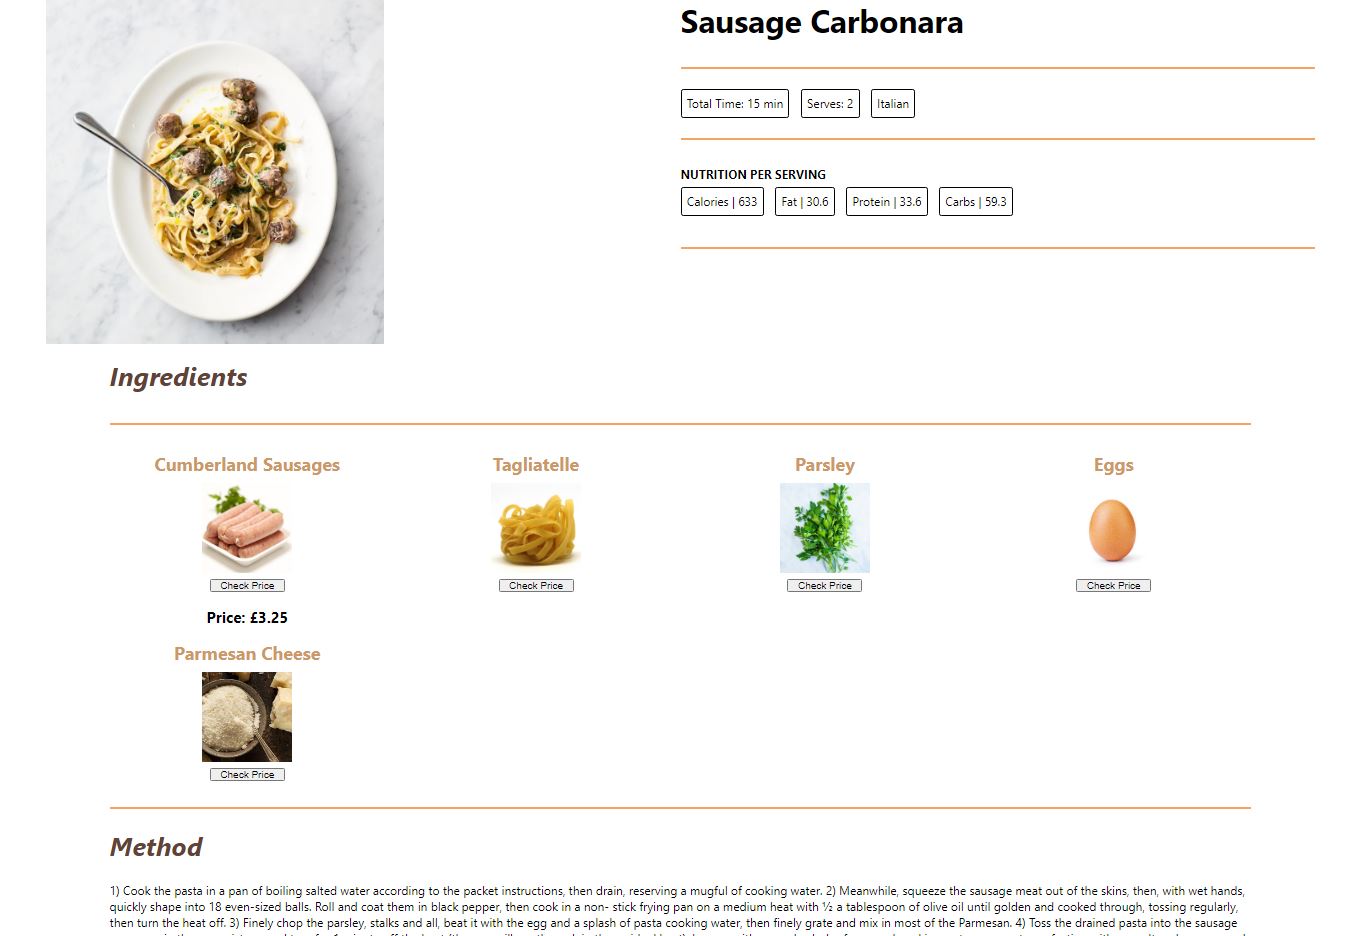 Sausage Carbonara
Total Time: 15 min Serves: 2 Italian
NUTRITION PER SERVING
Calories | 633 Fat | 30.6 Protein | 33.6 Carbs | 59.3
Ingredients
Cumberland Sausages Tagliatelle Parsley Eggs
Check Price Check Price Check Price Check Price
Price: £3.25
Parmesan Cheese
Check Price
Method
1) Cook the pasta in a pan of boiling salted water according to the packet instructions, then drain, reserving a mugful of cooking water. 2) Meanwhile, squeeze the sausage meat out of the skins, then, with wet hands,
quickly shape into 18 even-sized balls. Roll and coat them in black pepper, then cook in a non- stick frying pan on a medium heat with ½ a tablespoon of olive oil until golden and cooked through, tossing regularly,
then turn the heat off. 3) Finely chop the parsley, stalks and all, beat it with the egg and a splash of pasta cooking water, then finely grate and mix in most of the Parmesan. 4) Toss the drained pasta into the sausage